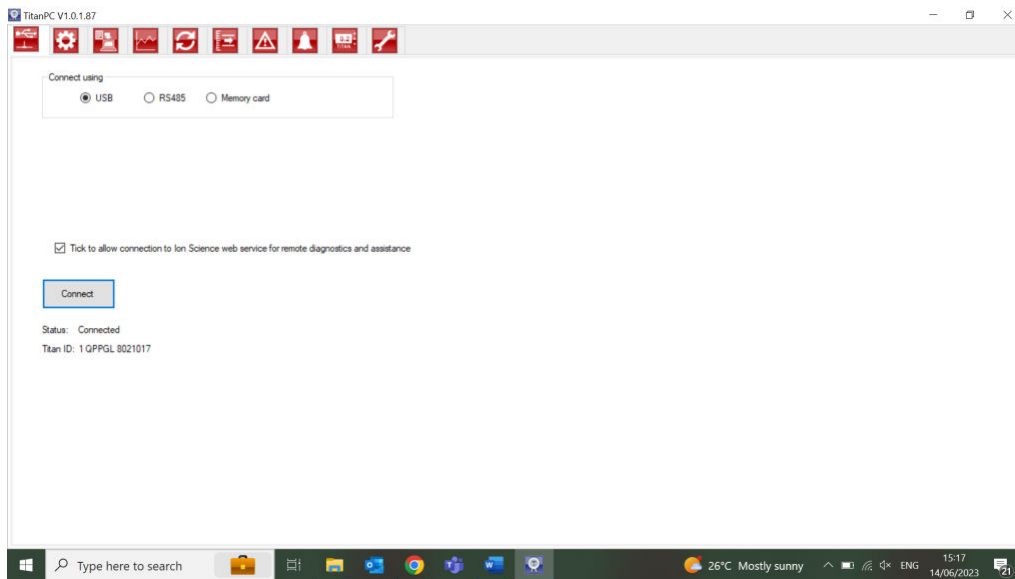 TitanPC V1.0.1.87
Connect using
USB RS485 Memory card
Tick to allow connection to Ion Science web service for remote diagnostics and assistance
Connect
Status: Connected
Titan ID: 1 QPPGL 8021017
Type here to search
26°C Mostly sunny
ENG
15:17
14/06/2023
21